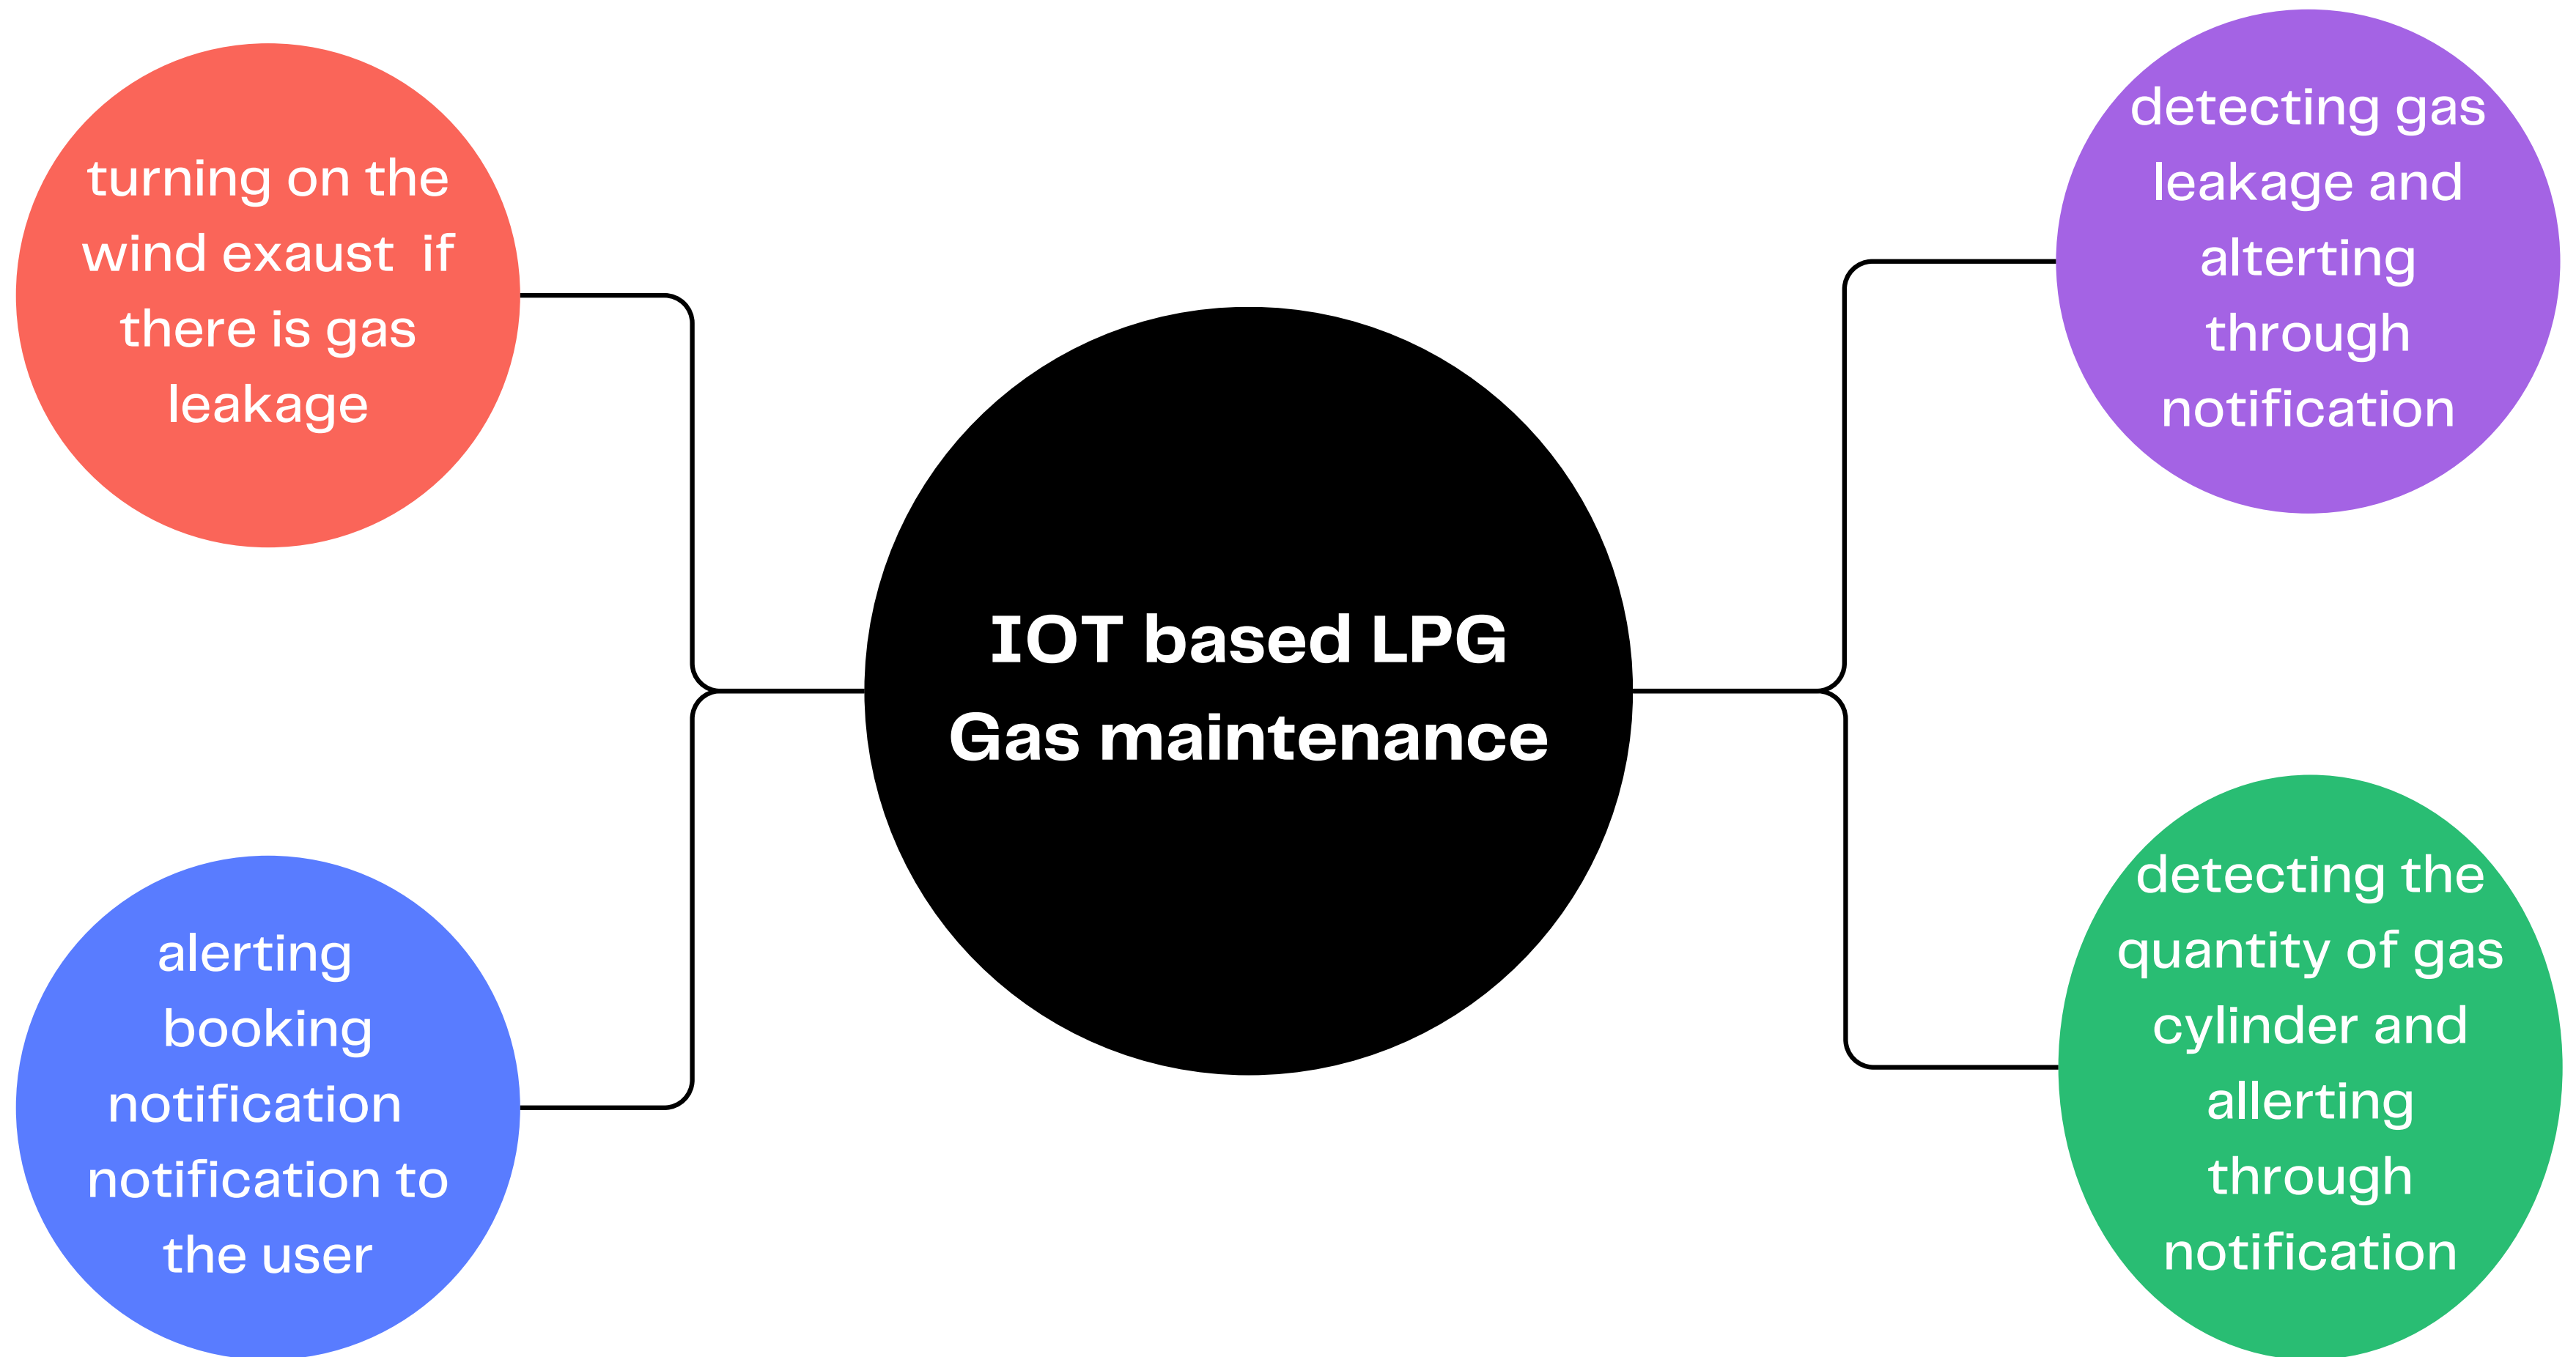 turning on the
wind exaust  if
there is gas
leakage
detecting gas
leakage and
alterting
through
notification
IOT based LPG
Gas maintenance
alerting
booking
notification
notification to
the user
detecting the
quantity of gas
cylinder and
allerting
through
notification